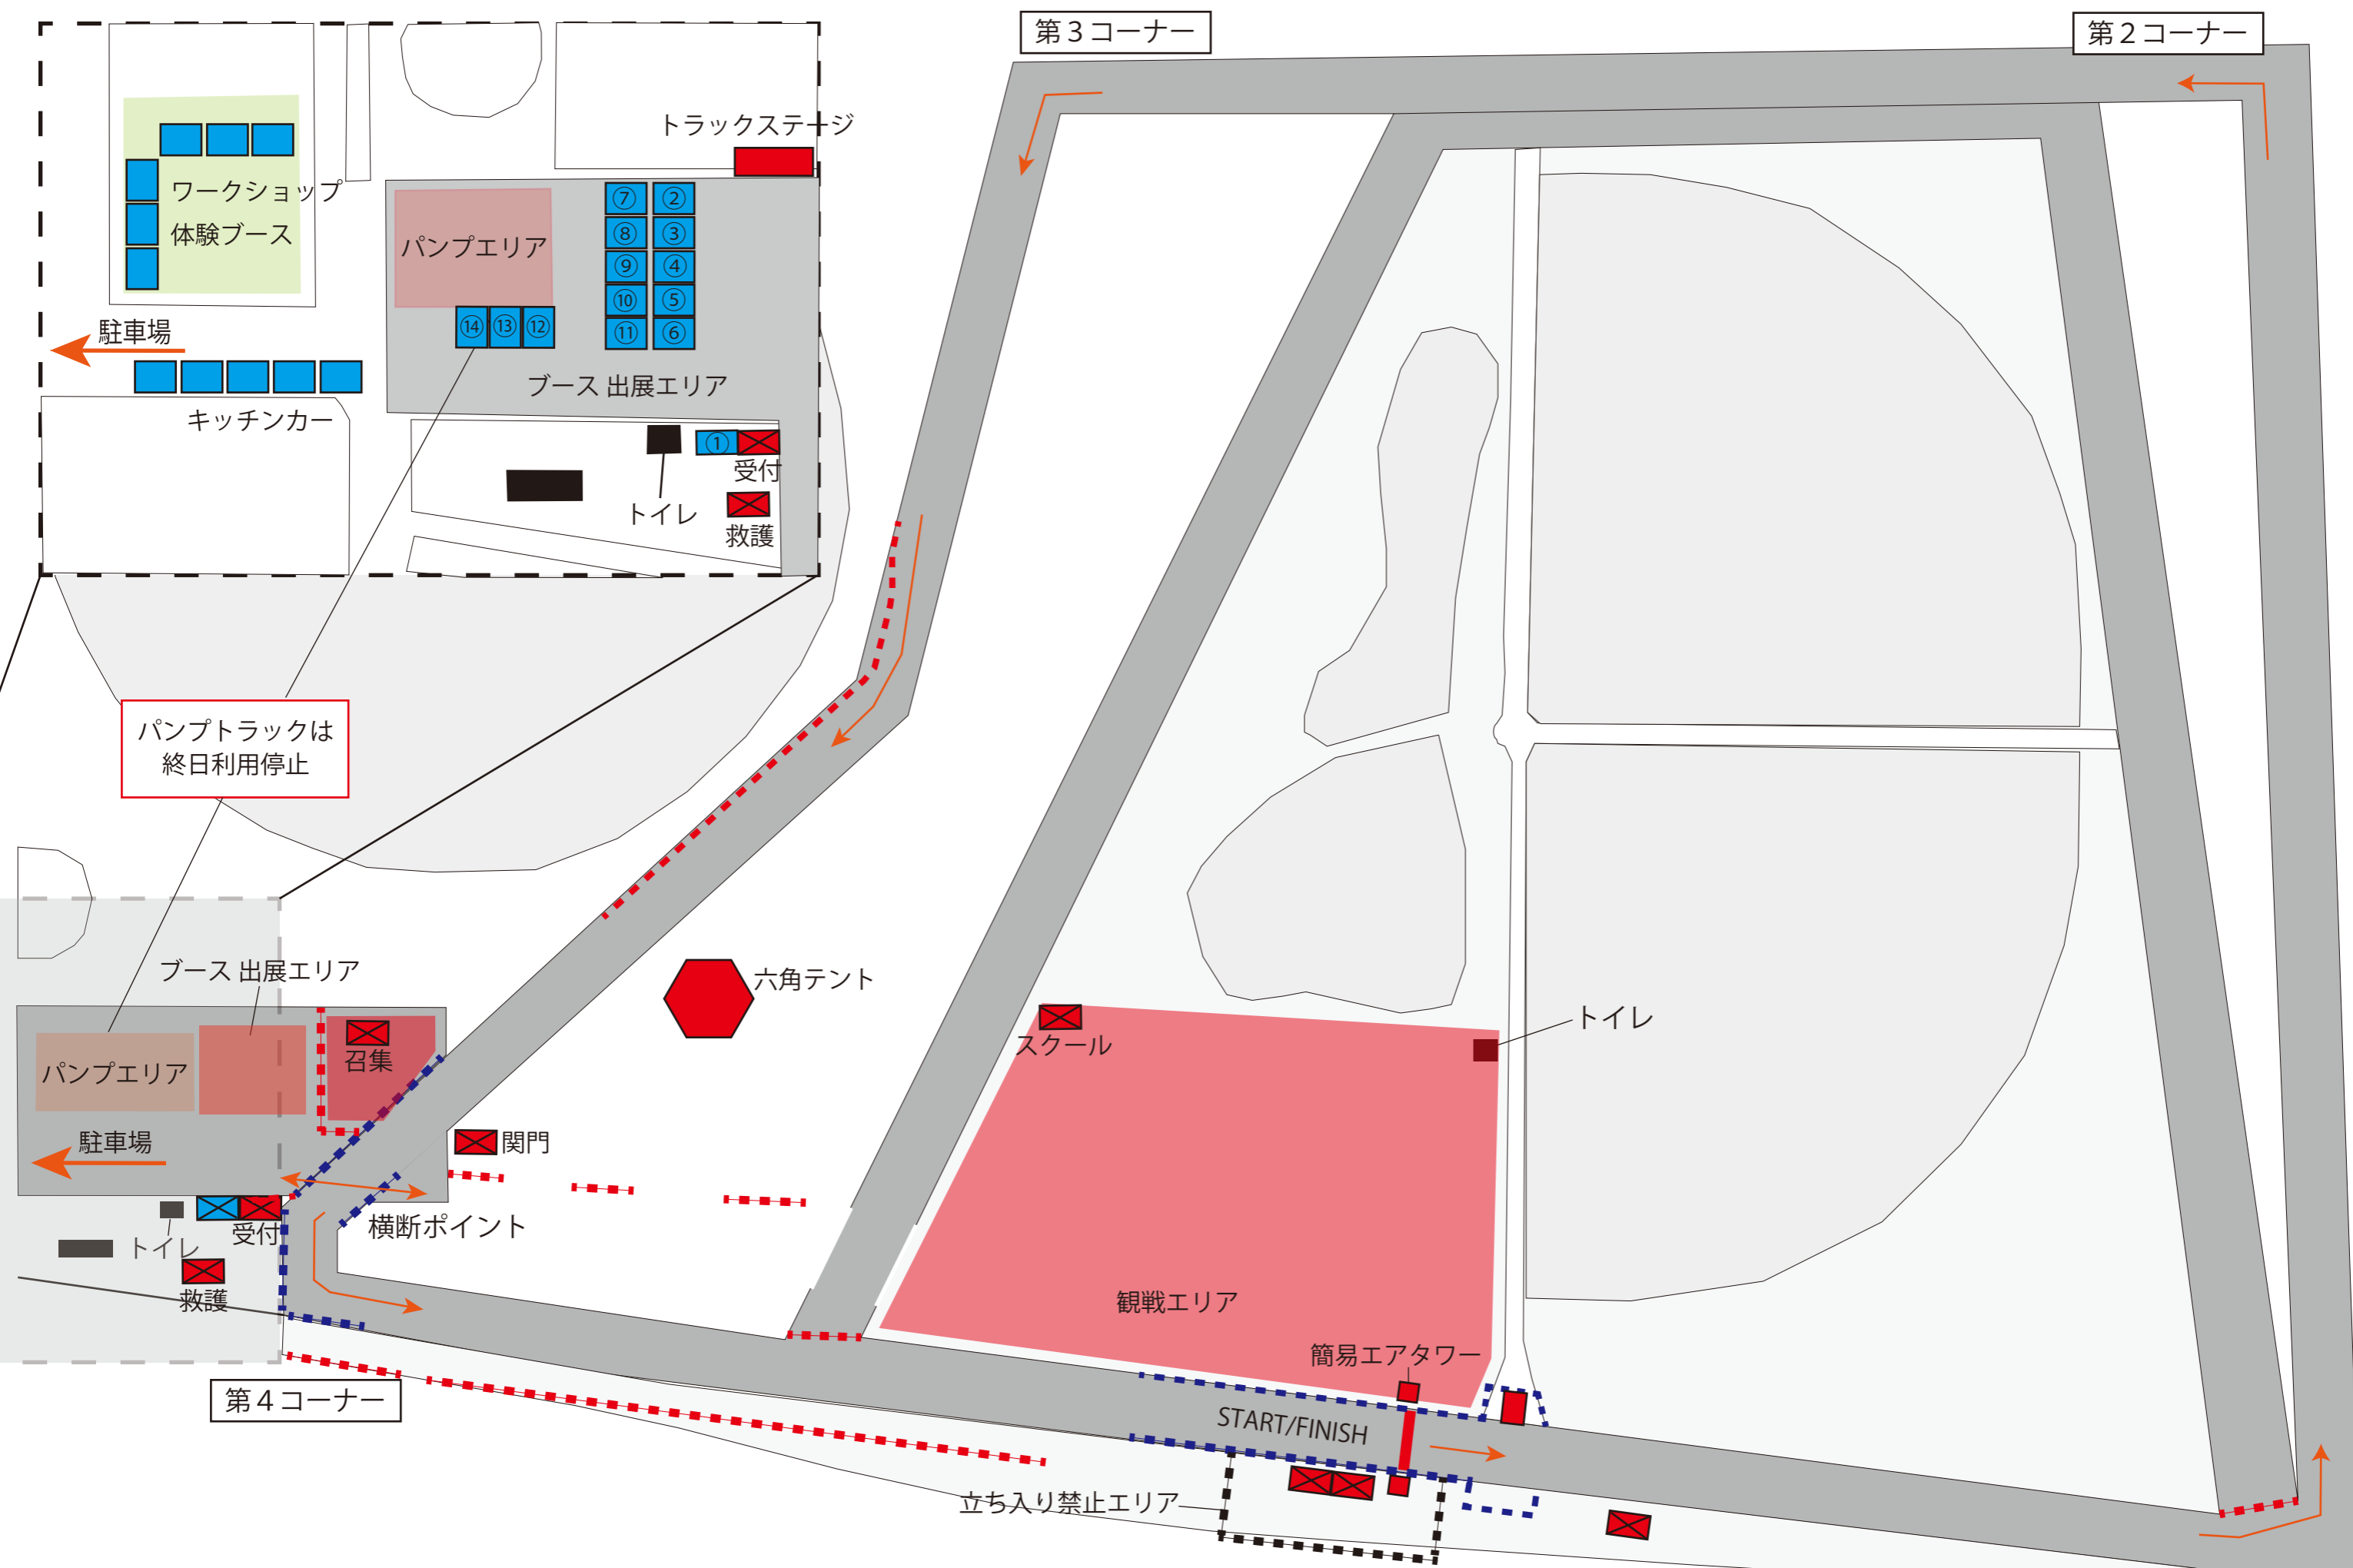 第３コーナー
第２コーナー
トラックステージ
ワークショップ
体験ブース
パンプエリア
⑦ ②
⑧ ③
⑨ ④
⑩ ⑤
⑪ ⑥
⑭ ⑬ ⑫
駐車場
ブース 出展エリア
キッチンカー
①
受付
トイレ
救護
パンプトラックは
終日利用停止
ブース 出展エリア
六角テント
召集
パンプエリア
スクール
トイレ
駐車場
関門
横断ポイント
受付
トイレ
救護
観戦エリア
簡易エアタワー
第４コーナー
START/FINISH
立ち入り禁止エリア